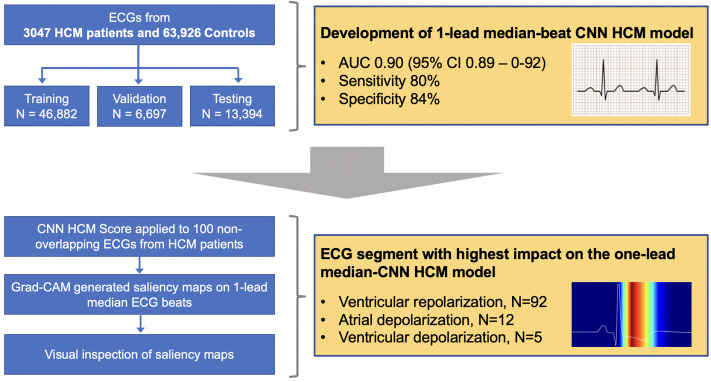 ECGs from
3047 HCM patients and 63,926 Controls
Training
N = 46,882
Validation
N = 6,697
Testing
N = 13,394
Development of 1-lead median-beat CNN HCM model
• AUC 0.90 (95% CI 0.89 – 0-92)
• Sensitivity 80%
• Specificity 84%
CNN HCM Score applied to 100 non-
overlapping ECGs from HCM patients
Grad-CAM generated saliency maps on 1-lead
median ECG beats
Visual inspection of saliency maps
ECG segment with highest impact on the one-lead
median-CNN HCM model
• Ventricular repolarization, N=92
• Atrial depolarization, N=12
• Ventricular depolarization, N=5